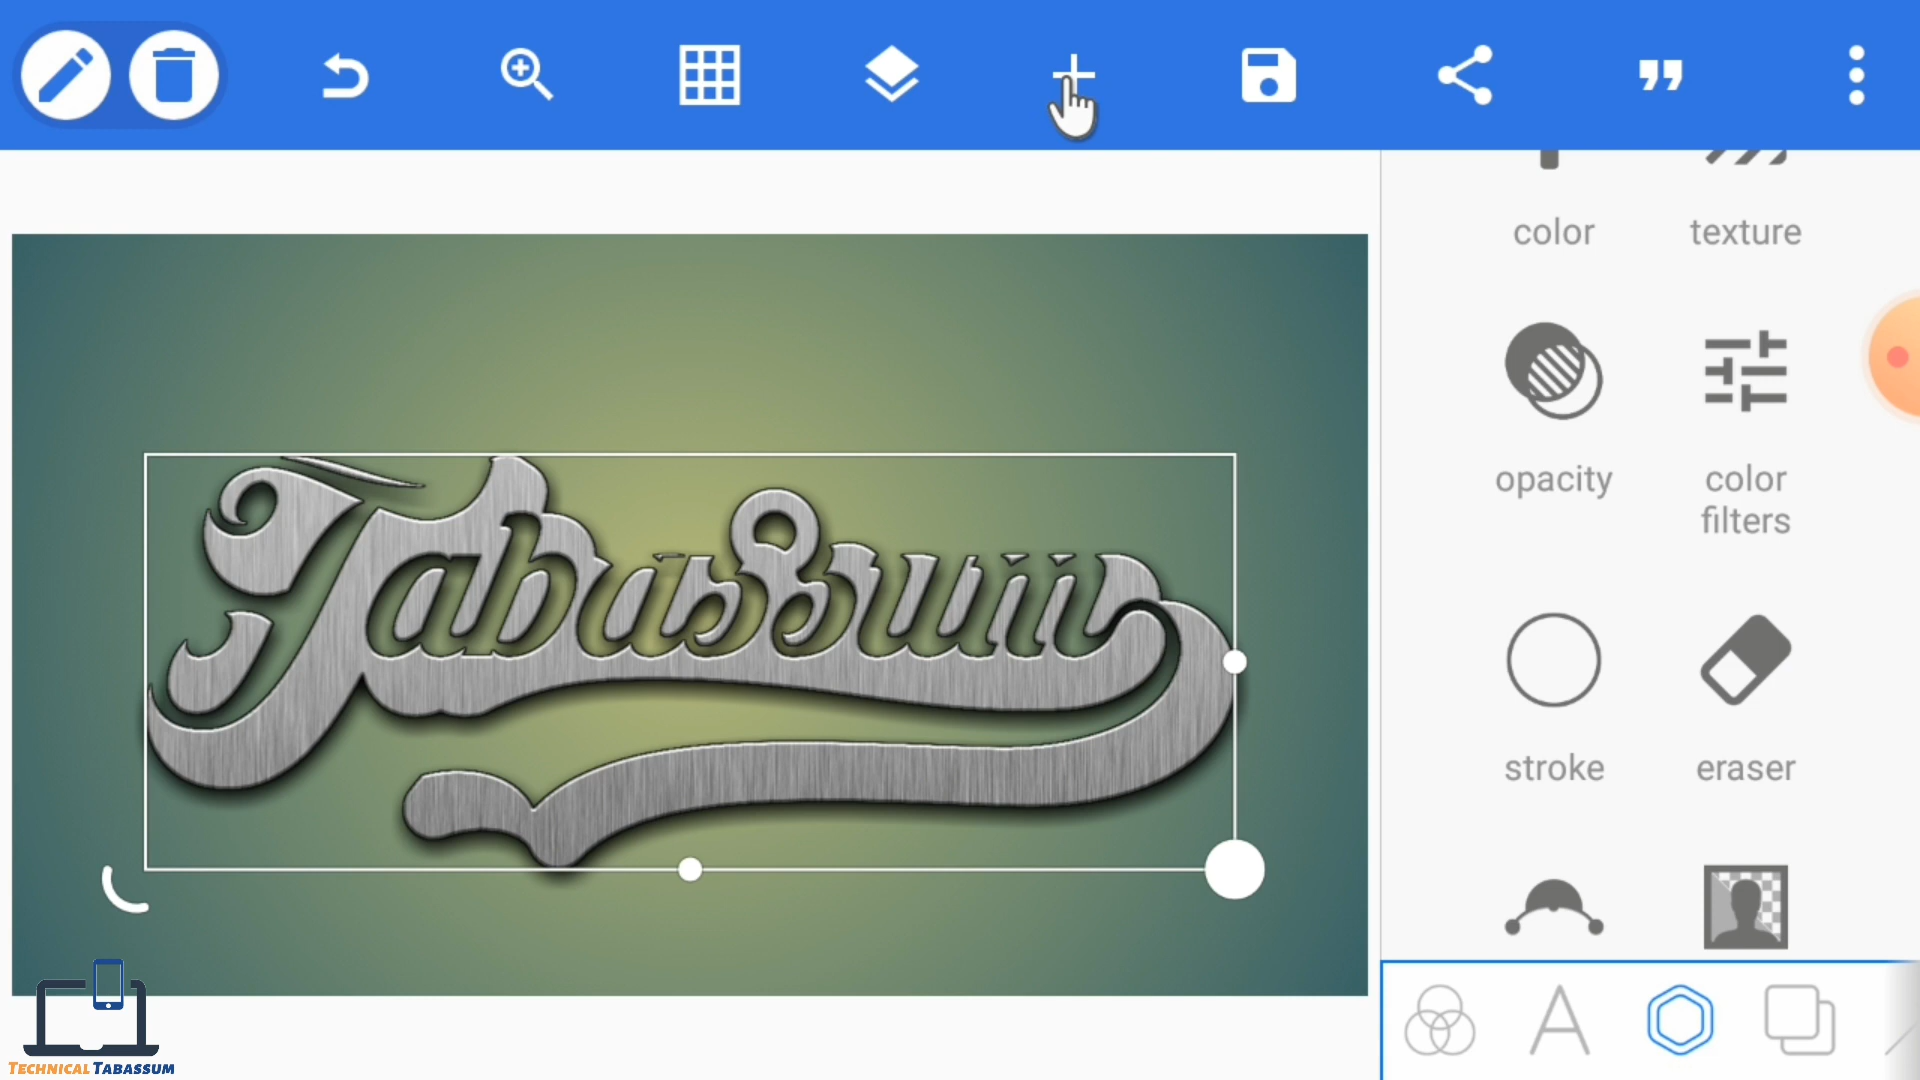 color texture
opacity color filters
Tabassum
stroke eraser
TECHNICAL TABASSUM